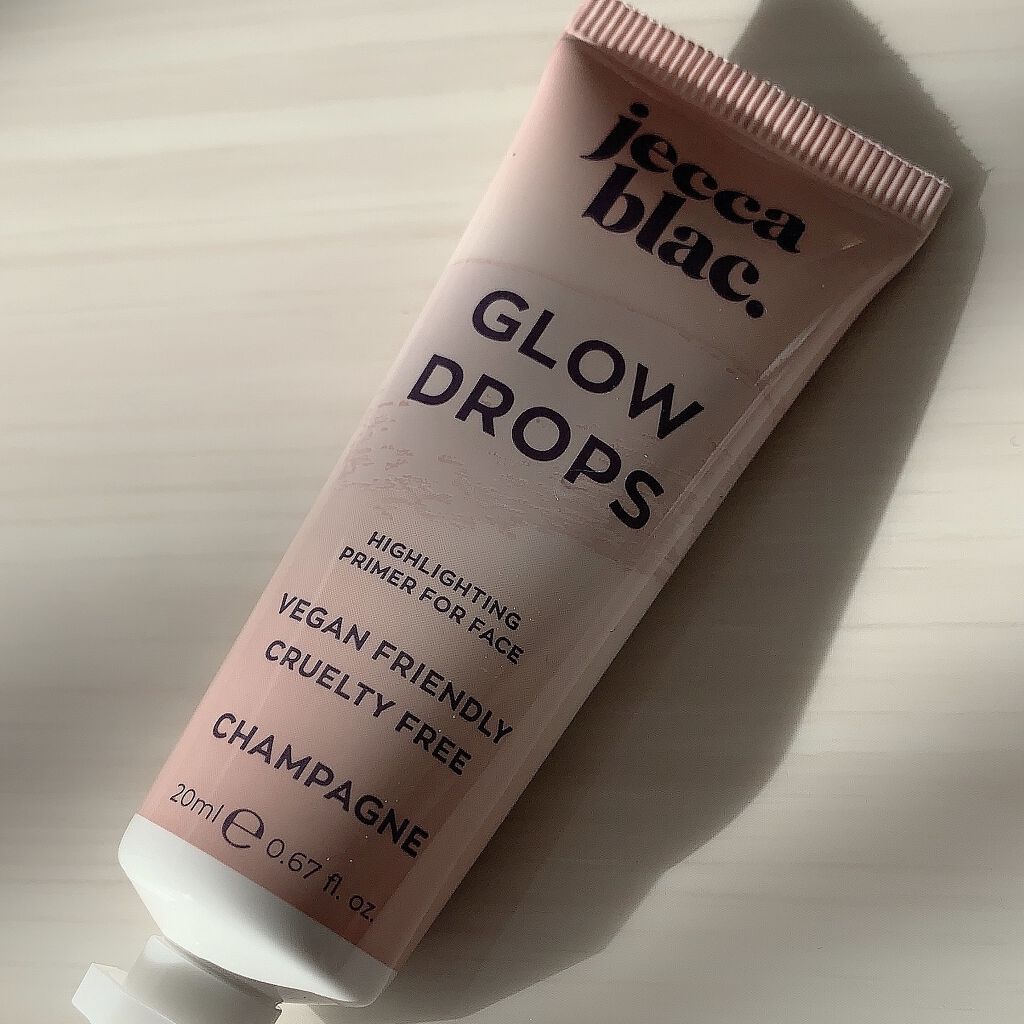 jecca
blac.
GLOW
DROPS
HIGHLIGHTING
PRIMER FOR FACE
VEGAN FRIENDLY
CRUELTY FREE
CHAMPAGNE
20ml ℮ 0.67 fl. oz.